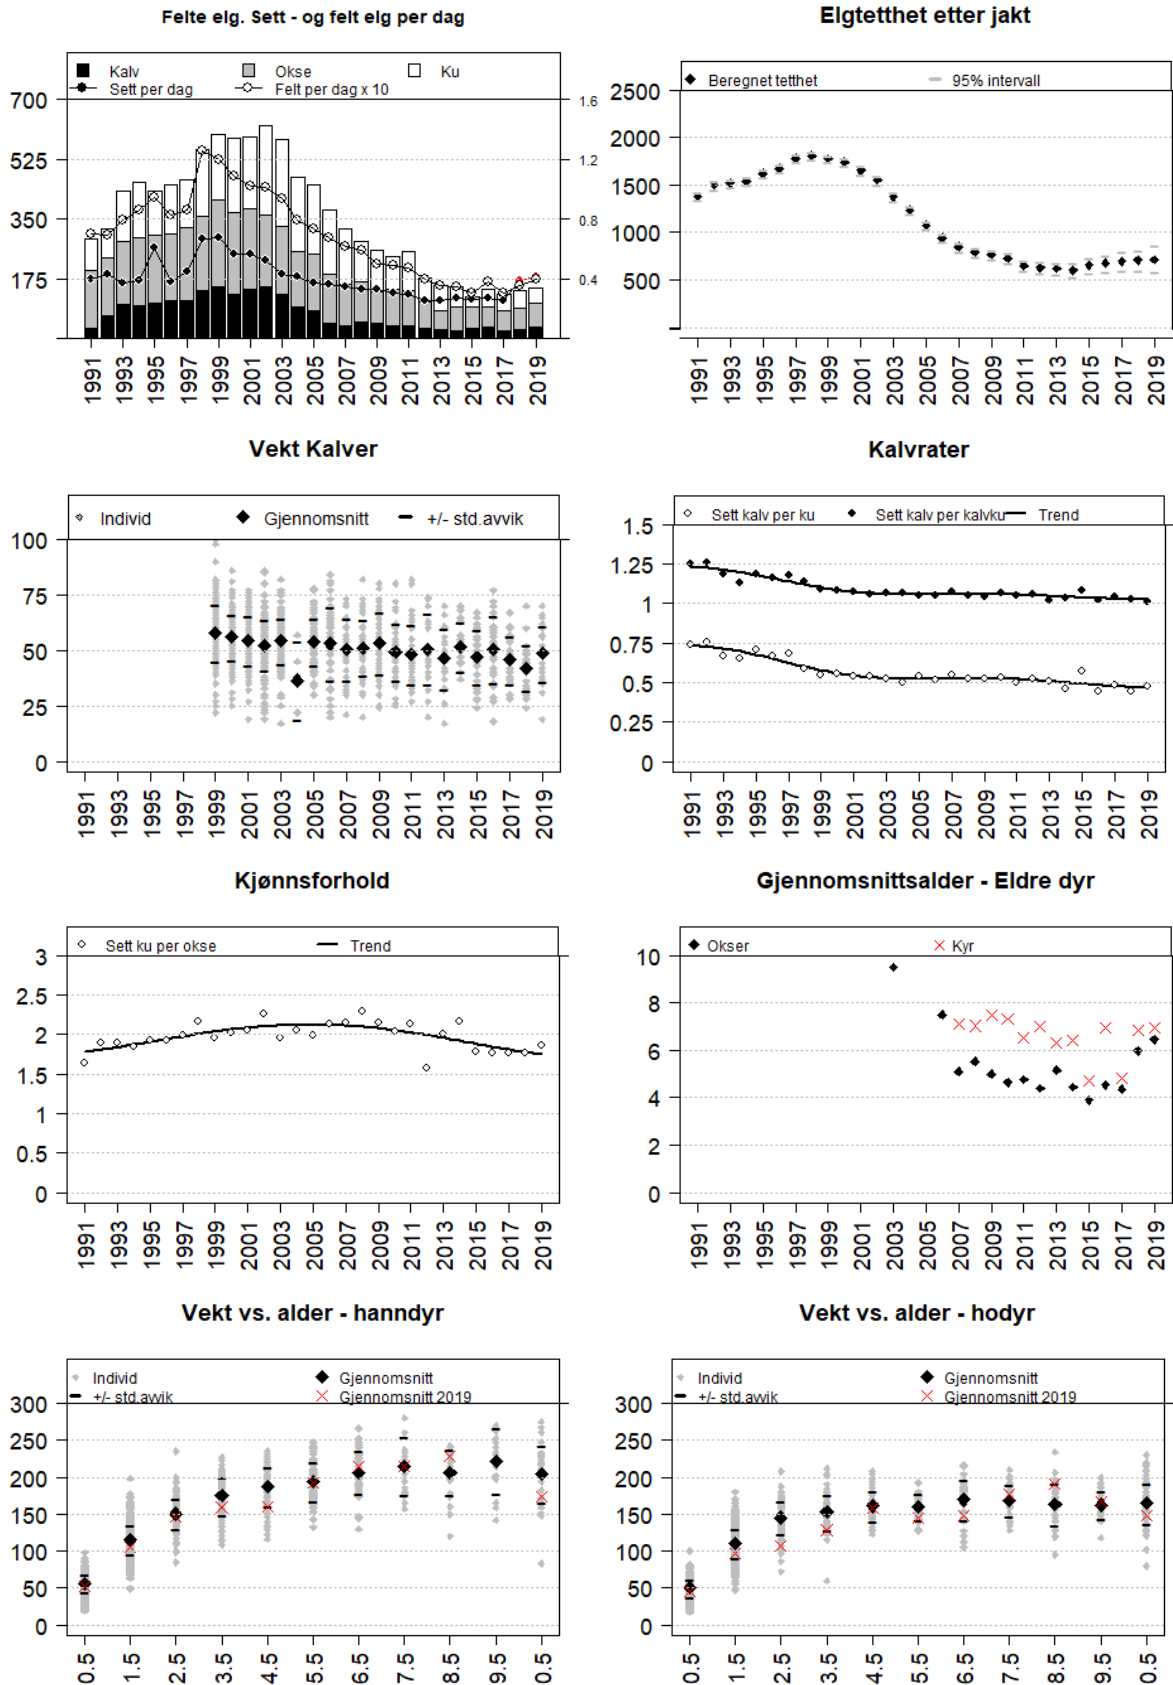 Felte elg. Sett - og felt elg per dag
Kalv Okse Ku
Sett per dag Felt per dag x 10
700
525
350
175
1.6
1.2
0.8
0.4
1991 1993 1995 1997 1999 2001 2003 2005 2007 2009 2011 2013 2015 2017 2019
Elgtetthet etter jakt
Beregnet tetthet 95% intervall
2500
2000
1500
1000
500
1991 1993 1995 1997 1999 2001 2003 2005 2007 2009 2011 2013 2015 2017 2019
Vekt Kalver
Individ Gjennomsnitt +/- std.avvik
100
75
50
25
0
1991 1993 1995 1997 1999 2001 2003 2005 2007 2009 2011 2013 2015 2017 2019
Kalvrater
Sett kalv per ku Sett kalv per kalvku Trend
1.5
1.25
1
0.75
0.5
0.25
0
1991 1993 1995 1997 1999 2001 2003 2005 2007 2009 2011 2013 2015 2017 2019
Kjønnsforhold
Sett ku per okse Trend
3
2.5
2
1.5
1
0.5
0
1991 1993 1995 1997 1999 2001 2003 2005 2007 2009 2011 2013 2015 2017 2019
Gjennomsnittsalder - Eldre dyr
Okser Kyr
10
8
6
4
2
0
1991 1993 1995 1997 1999 2001 2003 2005 2007 2009 2011 2013 2015 2017 2019
Vekt vs. alder - hanndyr
Individ Gjennomsnitt
+/- std.avvik Gjennomsnitt 2019
300
250
200
150
100
50
0
0.5 1.5 2.5 3.5 4.5 5.5 6.5 7.5 8.5 9.5 0.5
Vekt vs. alder - hodyr
Individ Gjennomsnitt
+/- std.avvik Gjennomsnitt 2019
300
250
200
150
100
50
0
0.5 1.5 2.5 3.5 4.5 5.5 6.5 7.5 8.5 9.5 0.5